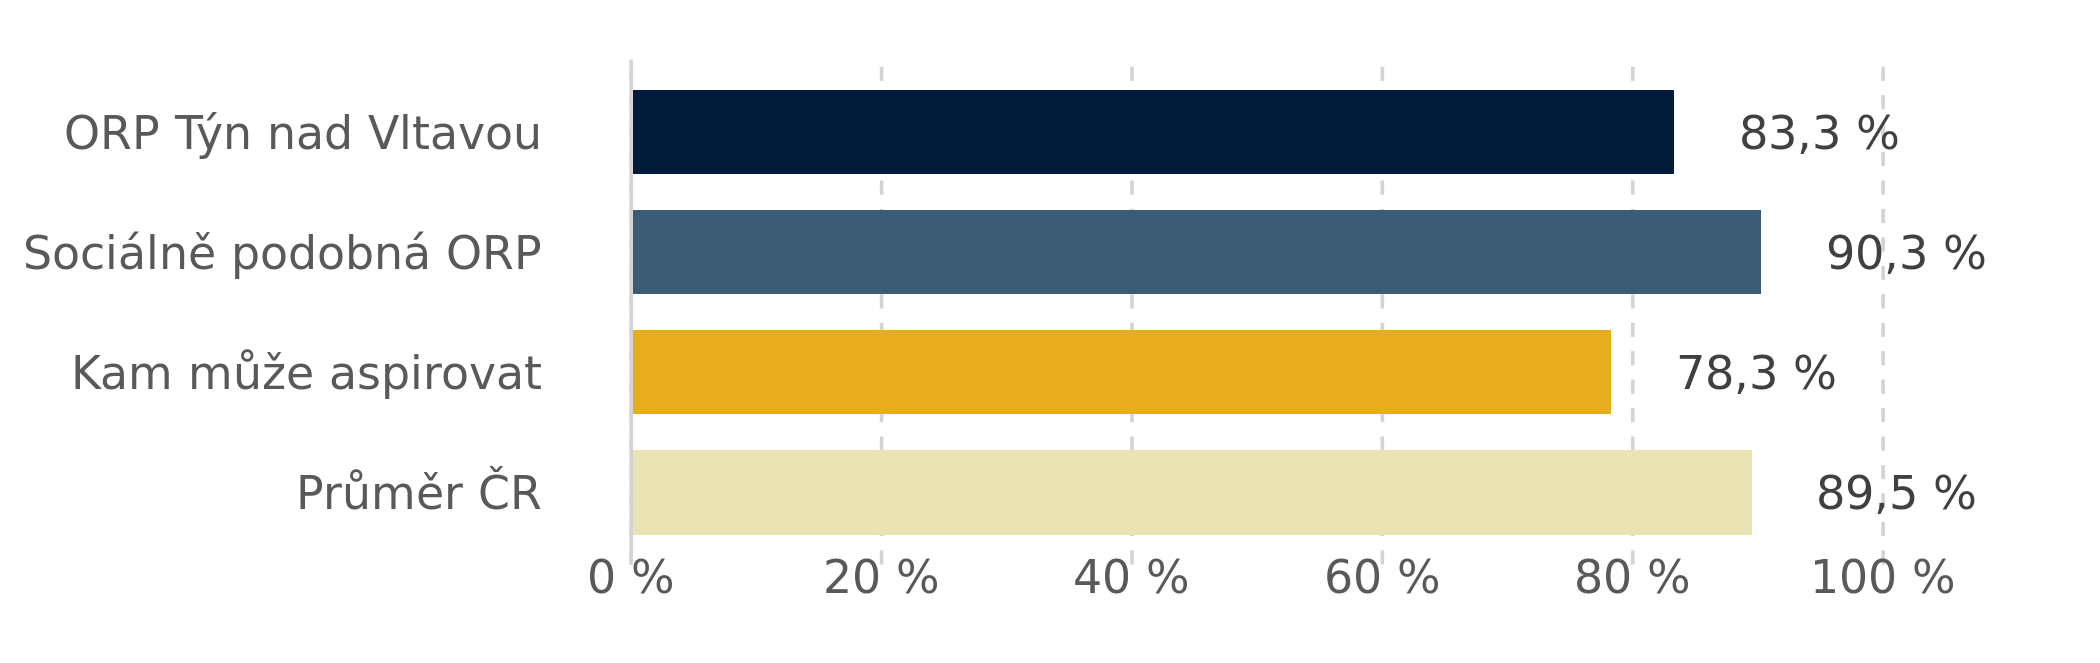 ORP Týn nad Vltavou 83,3 %
Sociálně podobná ORP 90,3 %
Kam může aspirovat 78,3 %
Průměr ČR 89,5 %
0 % 20 % 40 % 60 % 80 % 100 %